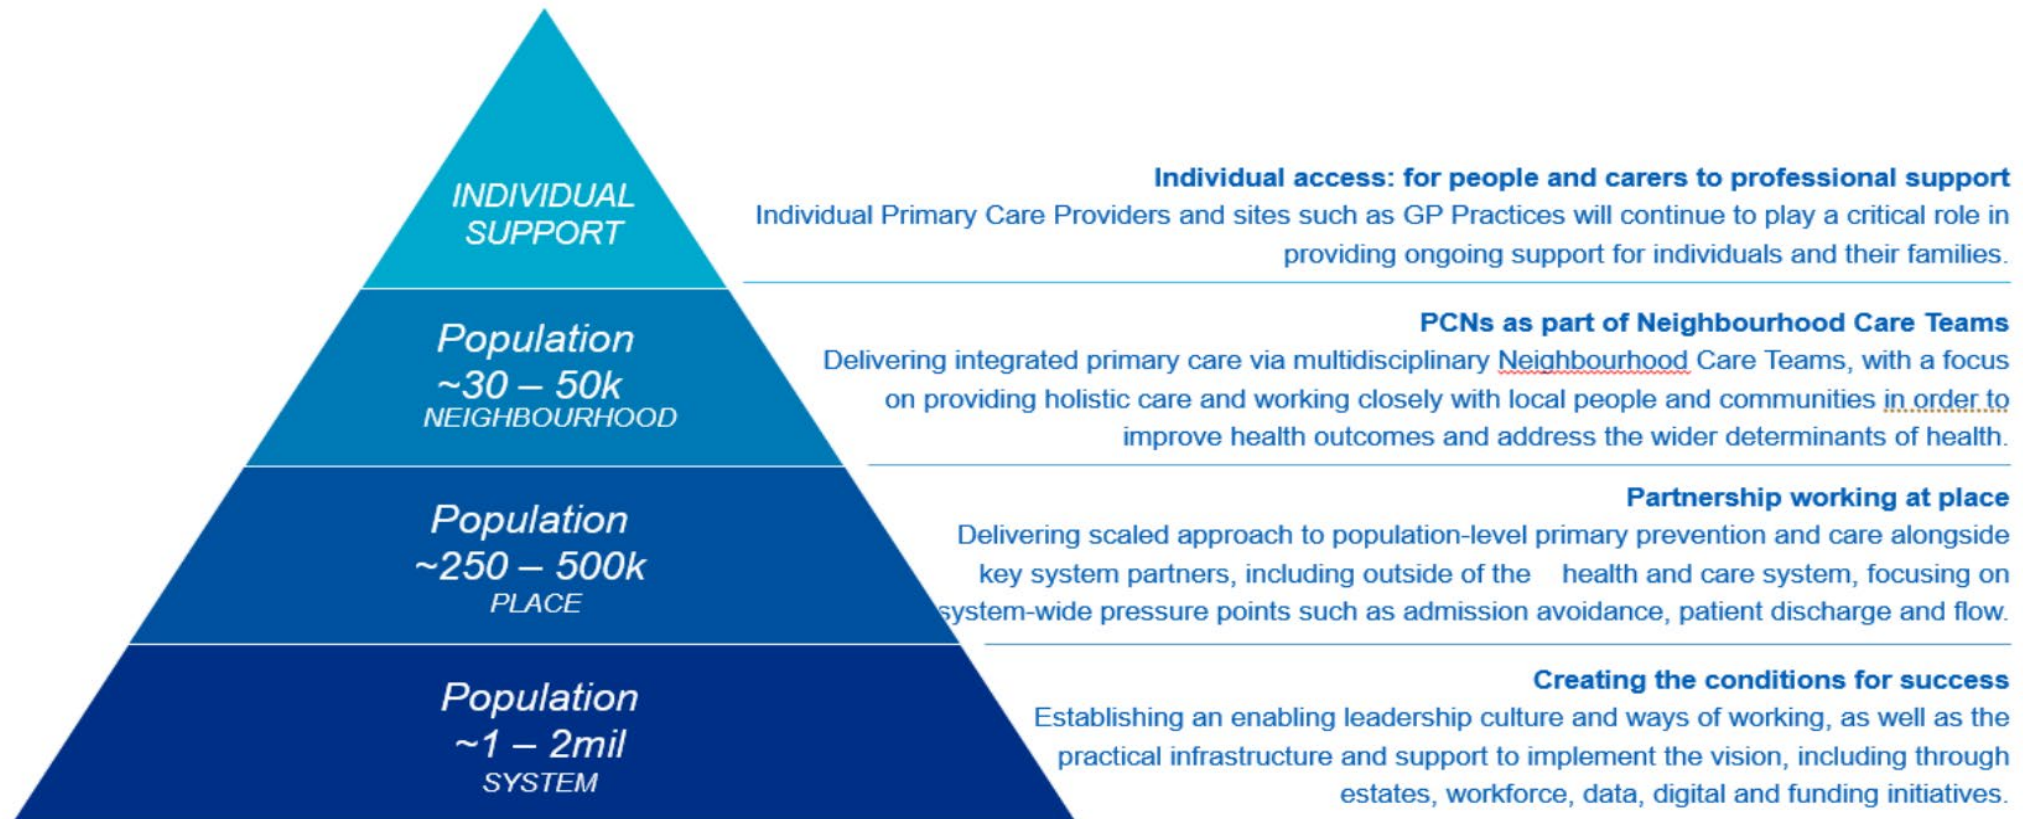 INDIVIDUAL
SUPPORT
Individual access: for people and carers to professional support
Individual Primary Care Providers and sites such as GP Practices will continue to play a critical role in
providing ongoing support for individuals and their families.
Population
~30 – 50k
NEIGHBOURHOOD
PCNs as part of Neighbourhood Care Teams
Delivering integrated primary care via multidisciplinary Neighbourhood Care Teams, with a focus
on providing holistic care and working closely with local people and communities in order to
improve health outcomes and address the wider determinants of health.
Population
~250 – 500k
PLACE
Partnership working at place
Delivering scaled approach to population-level primary prevention and care alongside
key system partners, including outside of the health and care system, focusing on
system-wide pressure points such as admission avoidance, patient discharge and flow.
Population
~1 – 2mil
SYSTEM
Creating the conditions for success
Establishing an enabling leadership culture and ways of working, as well as the
practical infrastructure and support to implement the vision, including through
estates, workforce, data, digital and funding initiatives.